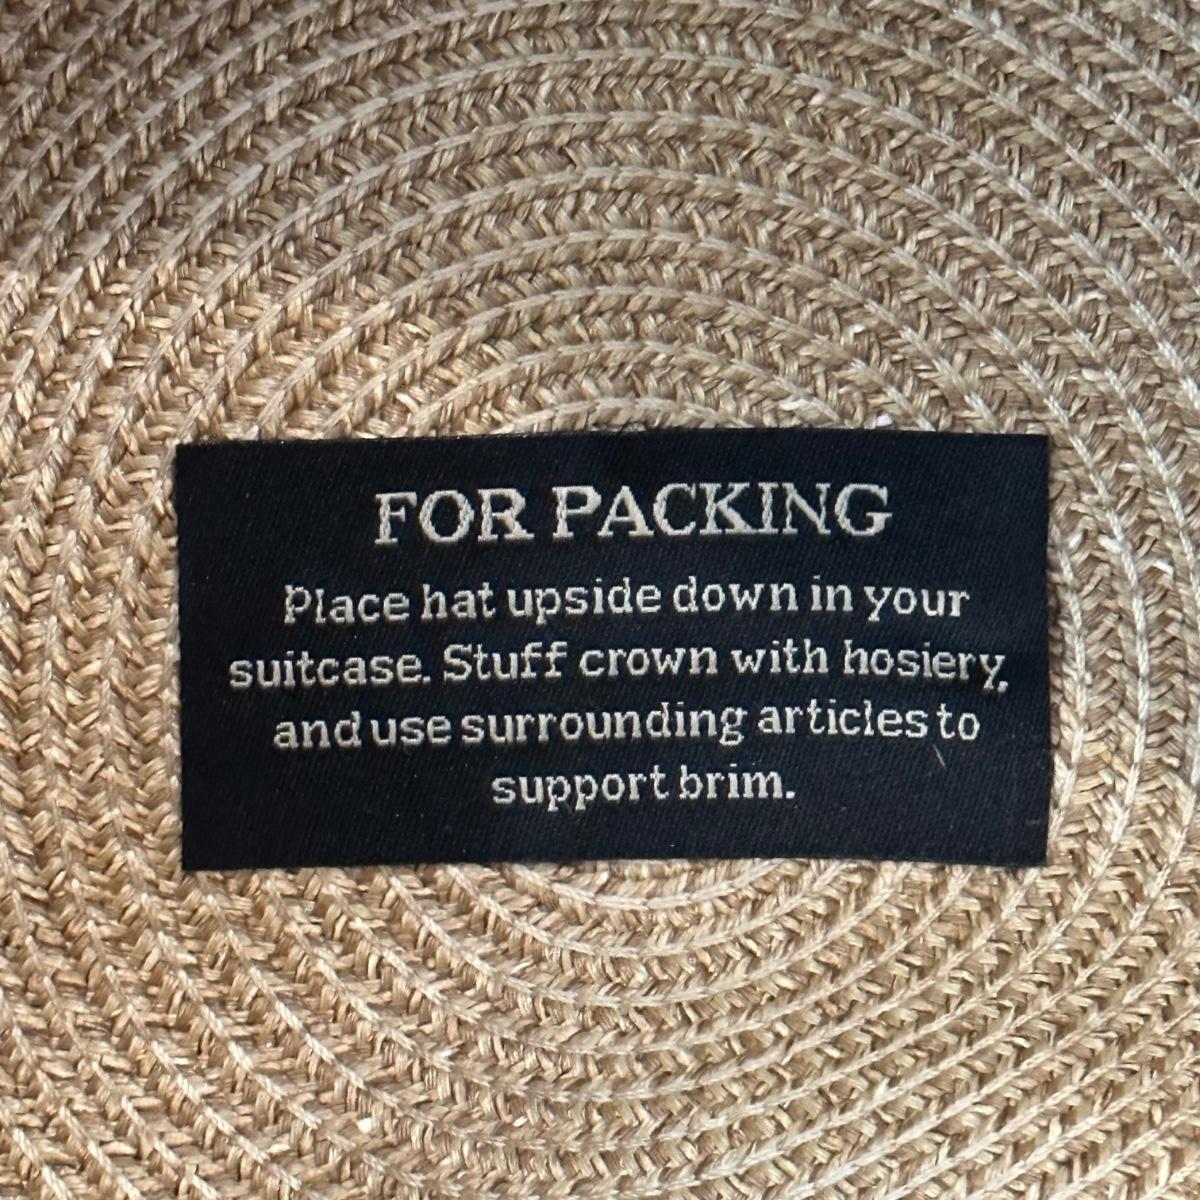 FOR PACKING
Place hat upside down in your
suitcase. Stuff crown with hosiery,
and use surrounding articles to
support brim.